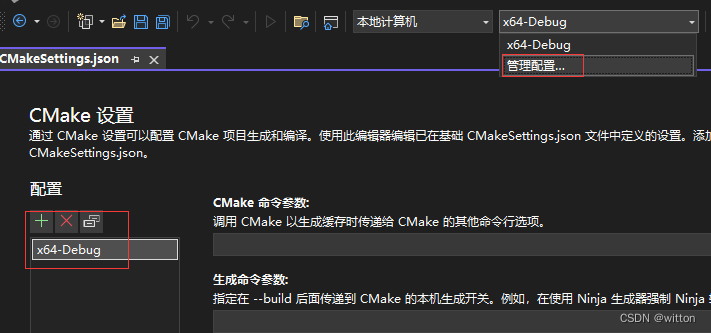 本地计算机
x64-Debug
x64-Debug
管理配置...
CMakeSettings.json
CMake 设置
通过 CMake 设置可以配置 CMake 项目生成和编译。使用此编辑器编辑已在基础 CMakeSettings.json 文件中定义的设置。添加
CMakeSettings.json。
配置
x64-Debug
CMake 命令参数:
调用 CMake 以生成缓存时传递给 CMake 的其他命令行选项。
生成命令参数:
指定在 --build 后面传递到 CMake 的本机生成开关。例如，在使用 Ninja 生成器强制 Ninja
CSDN @witton